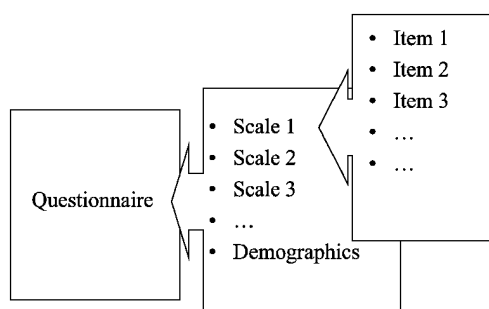 Questionnaire
• Scale 1
• Scale 2
• Scale 3
• …
• Demographics
• Item 1
• Item 2
• Item 3
• …
• …